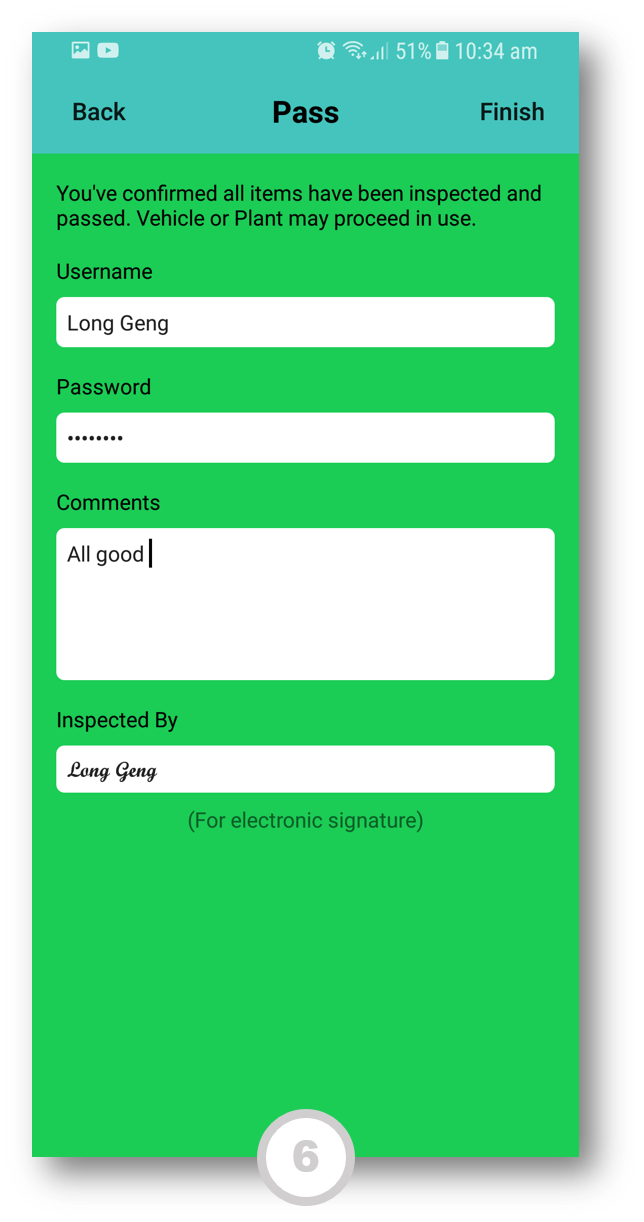 51% 10:34 am
Back Pass Finish
You've confirmed all items have been inspected and
passed. Vehicle or Plant may proceed in use.
Username
Long Geng
Password
••••••••
Comments
All good
Inspected By
Long Geng
(For electronic signature)
6